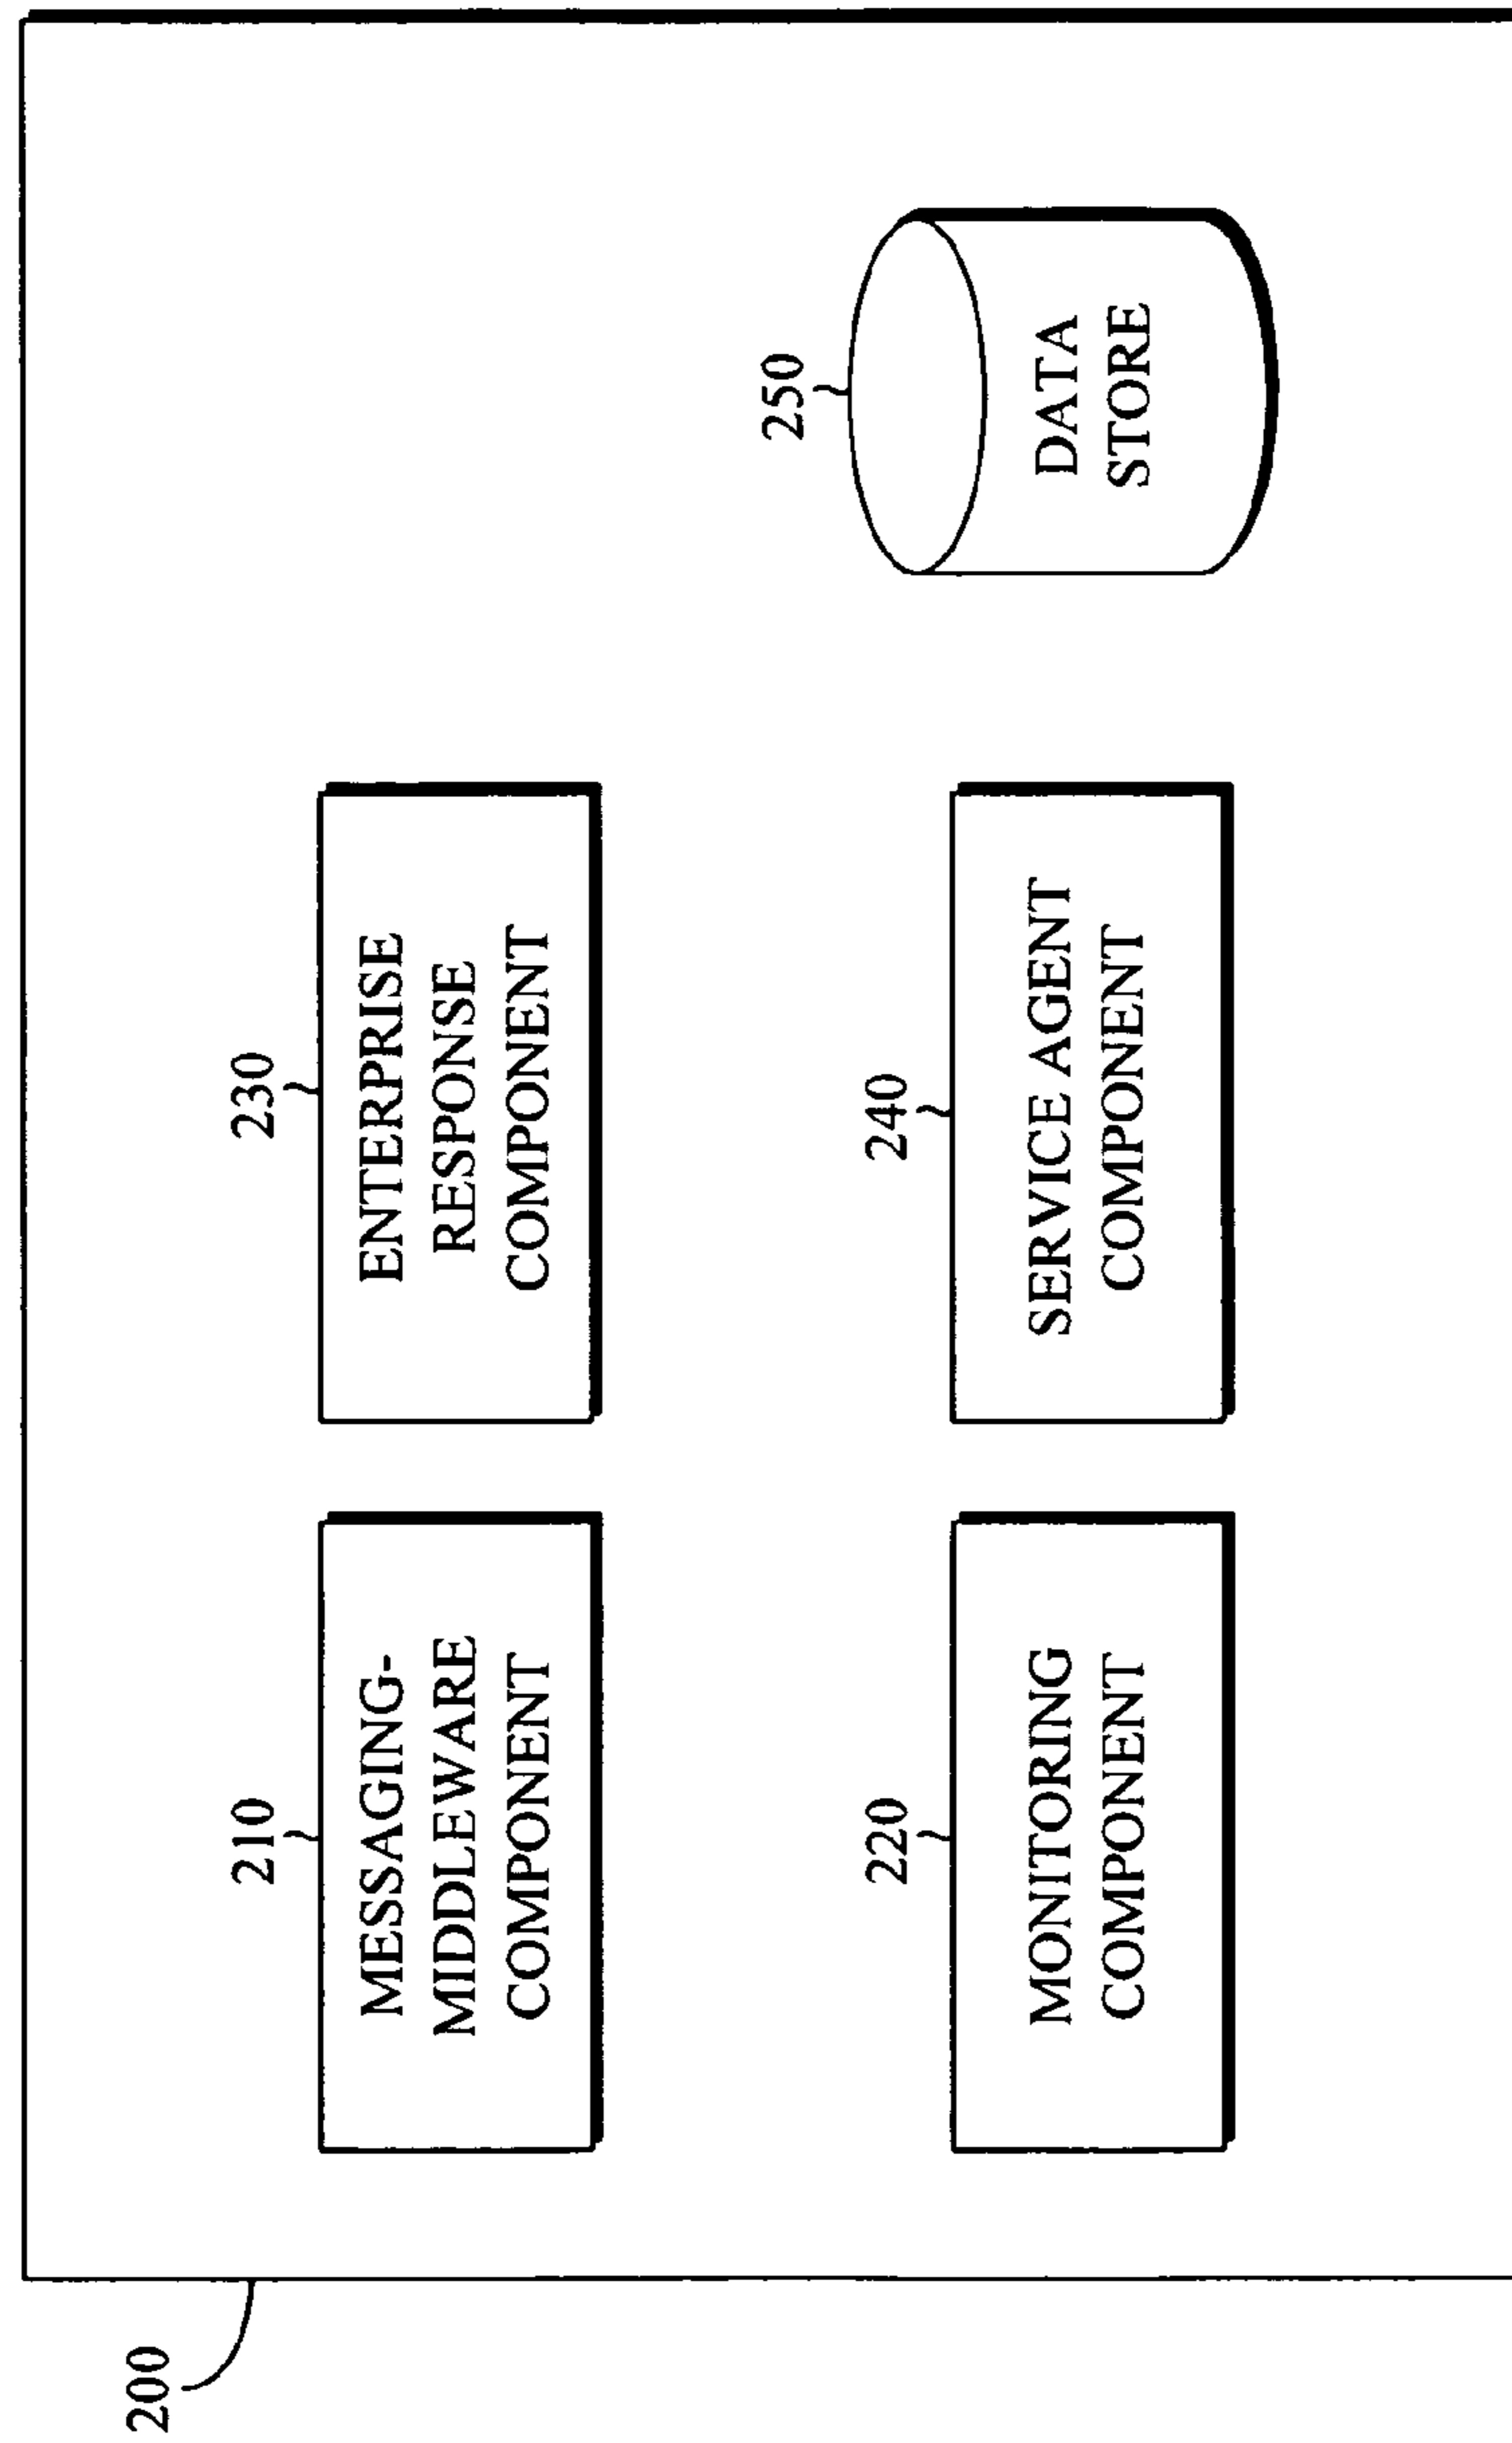 200
210
MESSAGING-
MIDDLEWARE
COMPONENT
230
ENTERPRISE
RESPONSE
COMPONENT
220
MONITORING
COMPONENT
240
SERVICE AGENT
COMPONENT
250
DATA
STORE